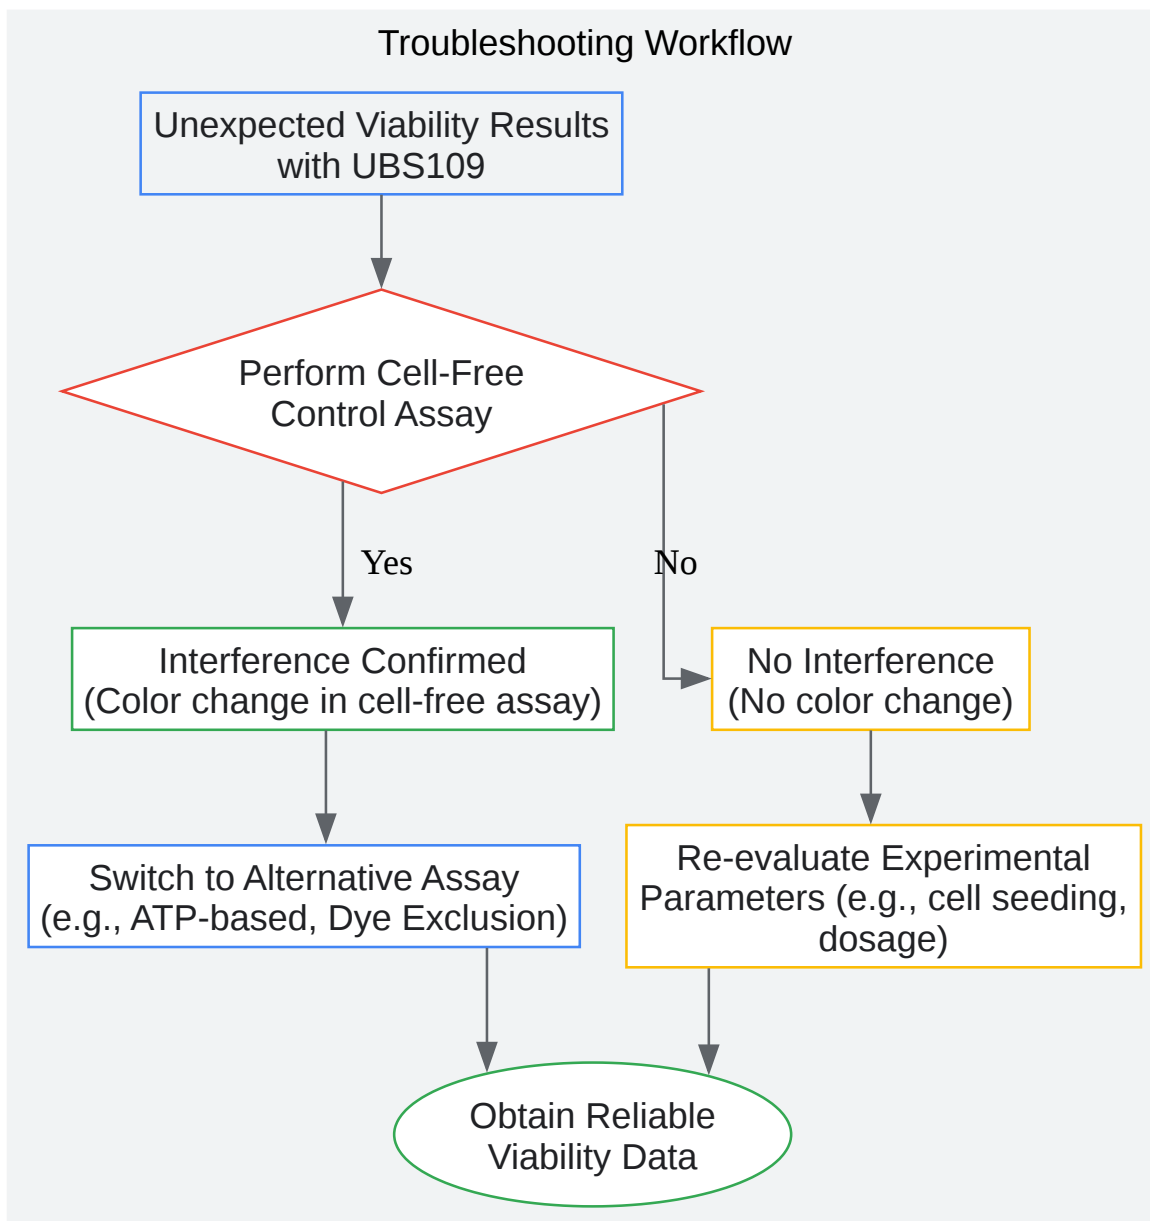 Troubleshooting Workflow
Unexpected Viability Results
with UBS109
Perform Cell-Free
Control Assay
Yes
No
Interference Confirmed
(Color change in cell-free assay)
No Interference
(No color change)
Switch to Alternative Assay
(e.g., ATP-based, Dye Exclusion)
Re-evaluate Experimental
Parameters (e.g., cell seeding,
dosage)
Obtain Reliable
Viability Data